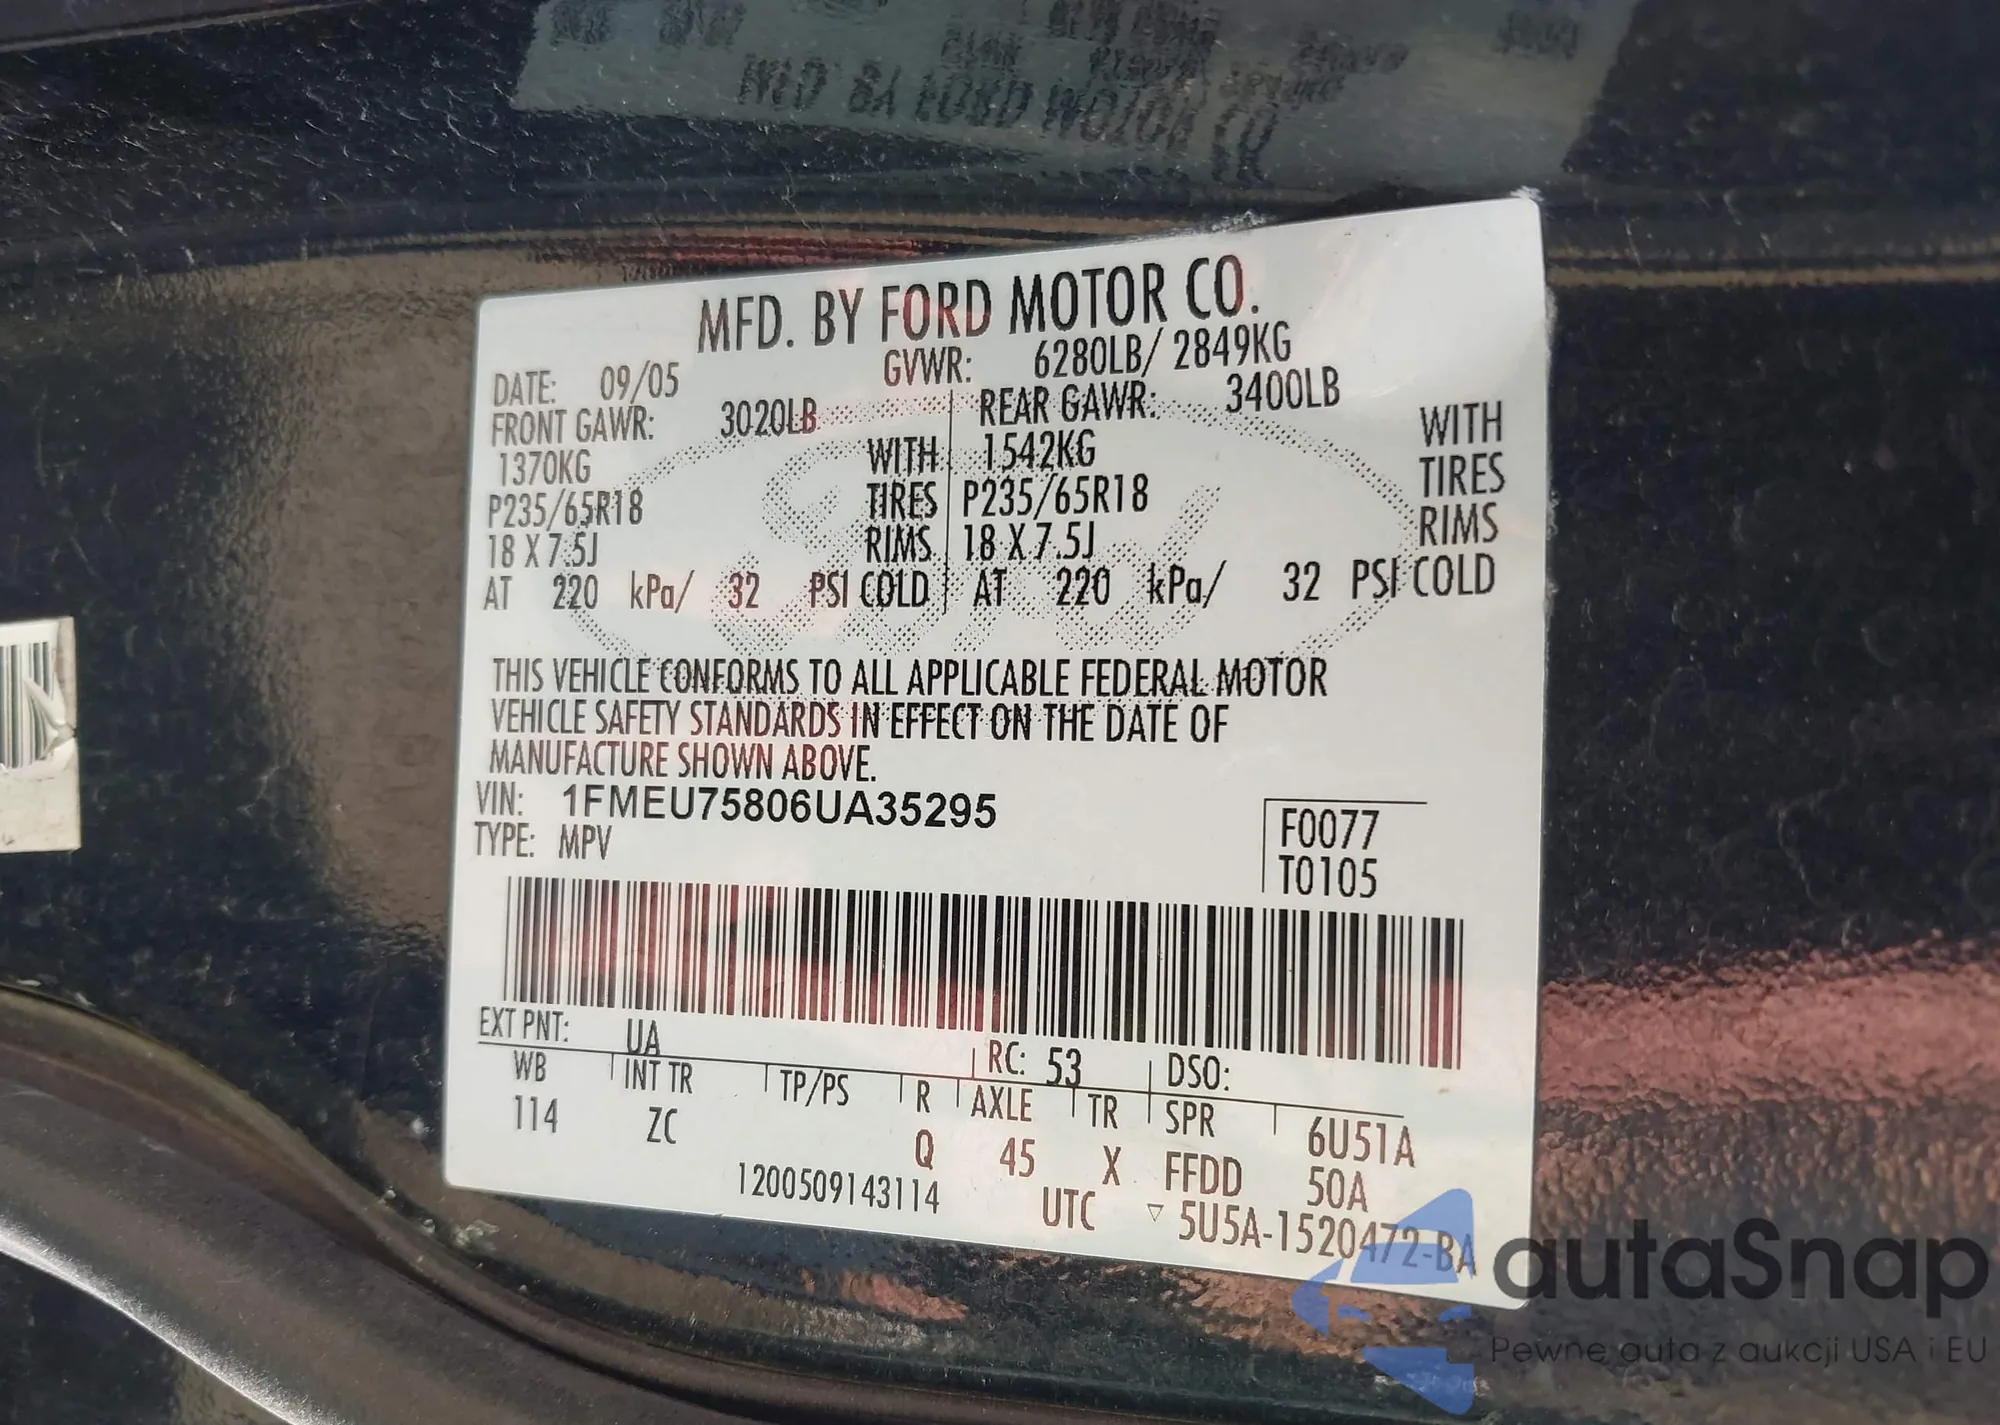 MFD. BY FORD MOTOR CO.
DATE: 09/05 GVWR: 6280LB/ 2849KG
FRONT GAWR: 3020LB REAR GAWR: 3400LB
1370KG WITH 1542KG WITH
P235/65R18 TIRES P235/65R18 TIRES
18 X 7.5J RIMS 18 X 7.5J RIMS
AT 220 kPa/ 32 PSI COLD AT 220 kPa/ 32 PSI COLD
THIS VEHICLE CONFORMS TO ALL APPLICABLE FEDERAL MOTOR
VEHICLE SAFETY STANDARDS IN EFFECT ON THE DATE OF
MANUFACTURE SHOWN ABOVE.
VIN: 1FMEU75806UA35295
TYPE: MPV
F0077
T0105
EXT PNT: UA RC: 53 DSO:
WB INT TR TP/PS R AXLE TR SPR 6U51A
114 ZC Q 45 X FFDD 50A
1200509143114 UTC ▽ 5U5A-1520472-BA
autaSnap
Pewne auta z aukcji USA i EU